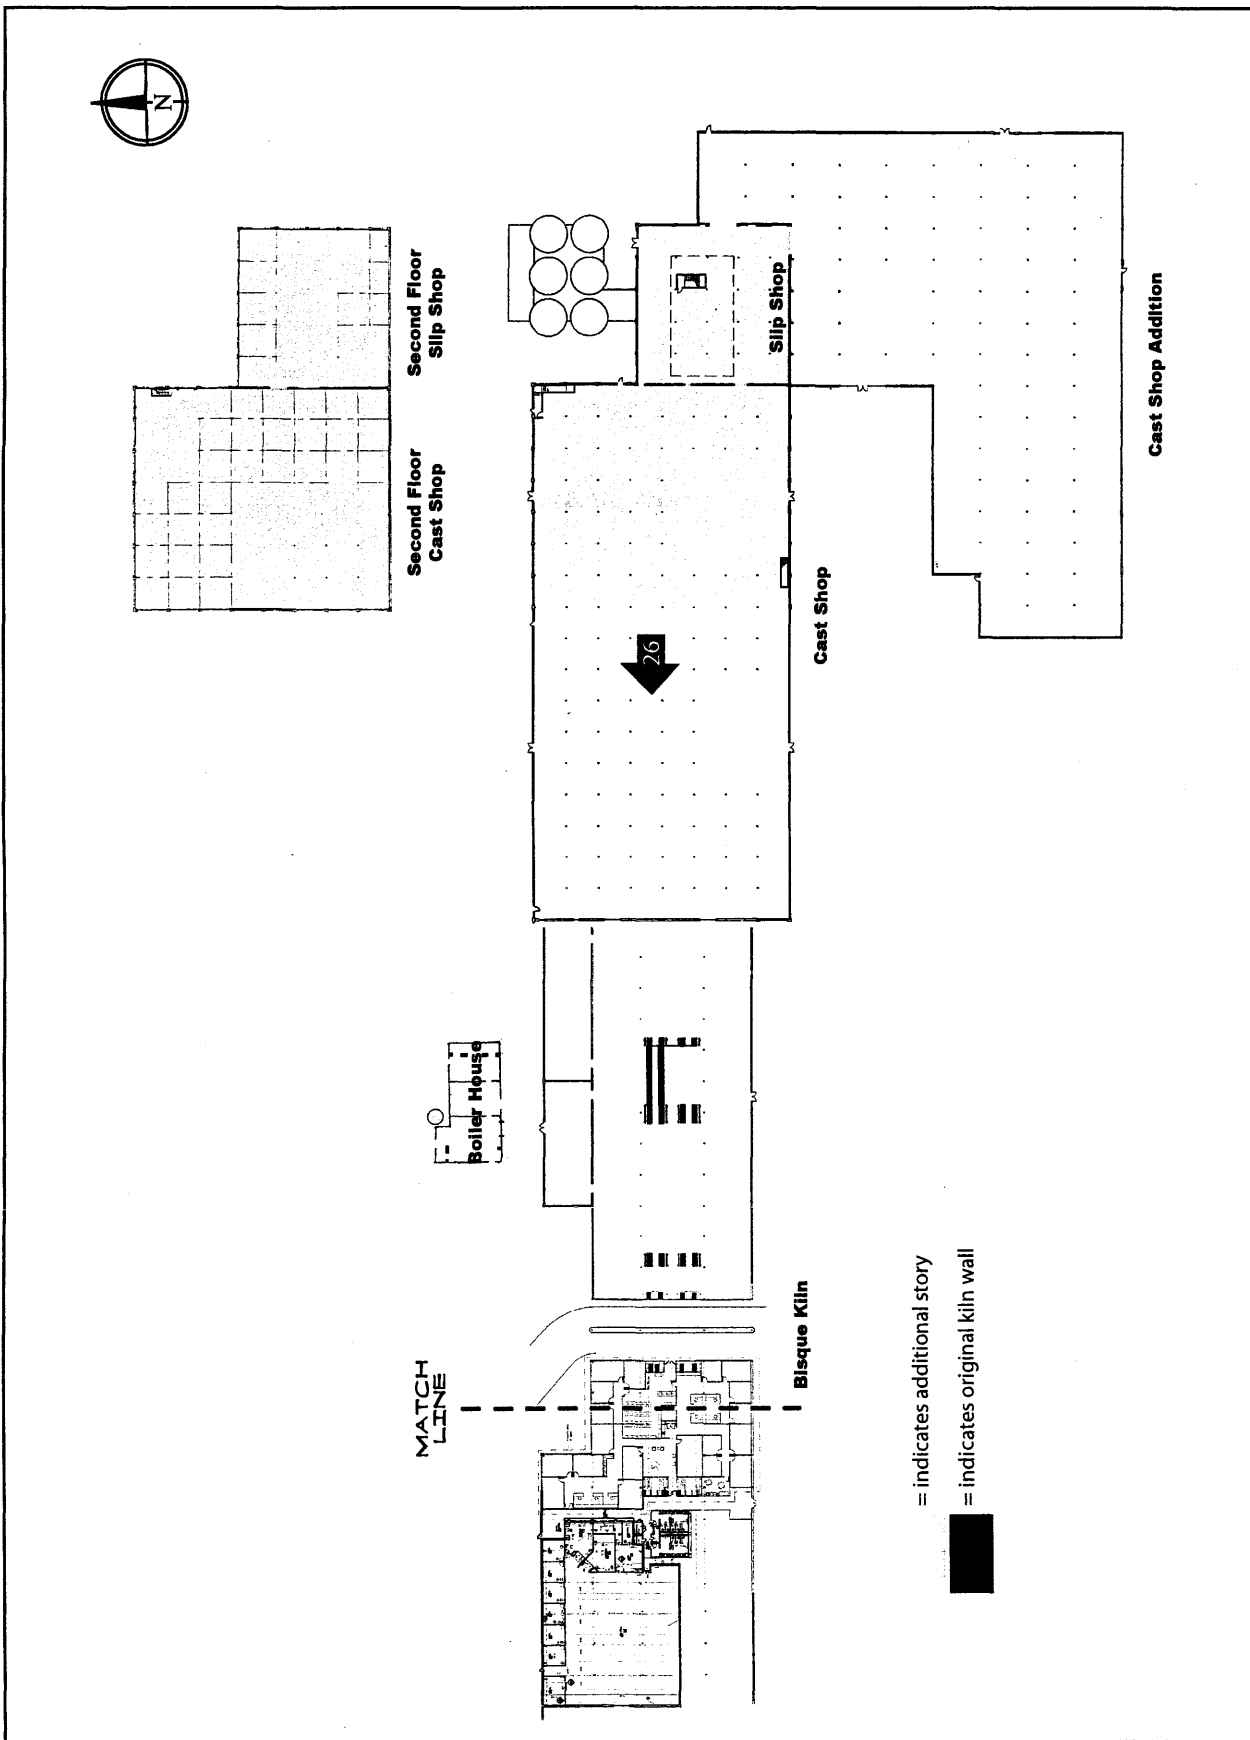 N
Second Floor
Slip Shop
Second Floor
Cast Shop
Slip Shop
Cast Shop Addition
26
Cast Shop
Boiler House
MATCH
LINE
Bisque Kiln
= indicates additional story
= indicates original kiln wall